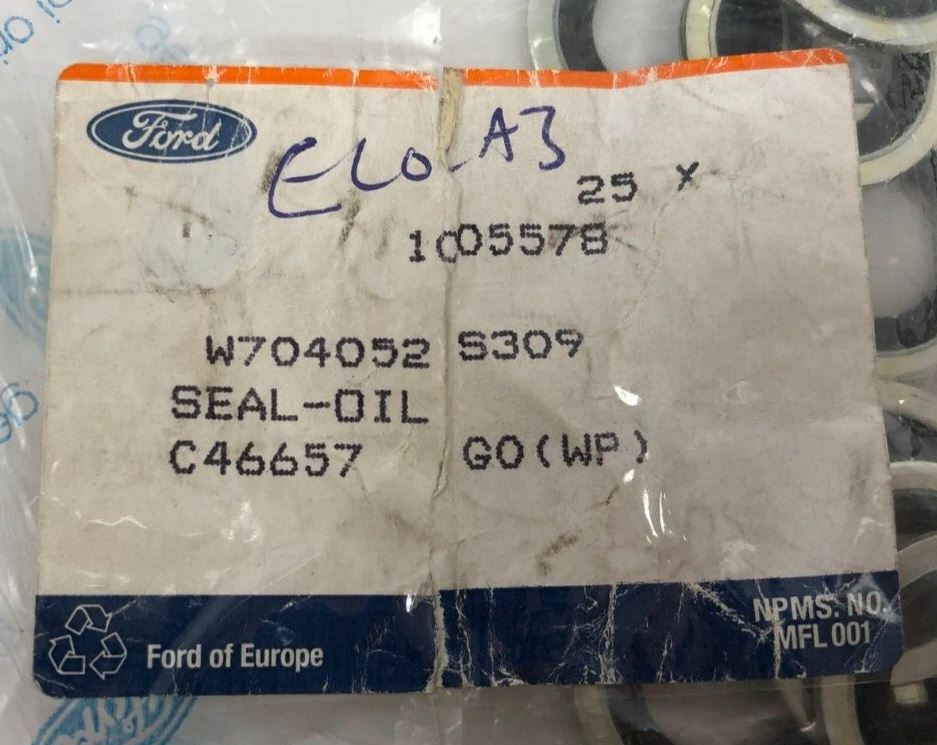 Ford
ELO-A3
25 X
1005578
W704052 S309
SEAL-OIL
C46657 GO(WP)
NPMS. NO.
MFL 001
Ford of Europe